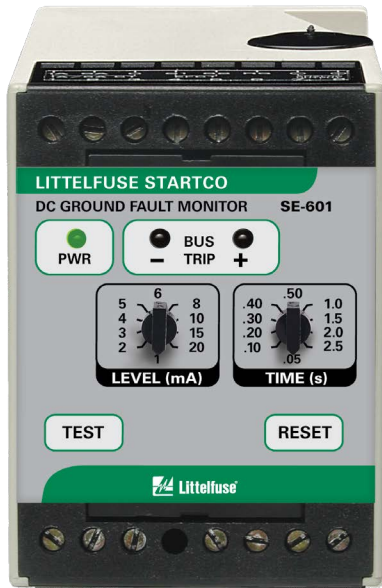 LITTELFUSE STARTCO
DC GROUND FAULT MONITOR SE-601
PWR
BUS
− TRIP +
6
5 8
4 10
3 15
2 20
1
LEVEL (mA)
.50
.40 1.0
.30 1.5
.20 2.0
.10 2.5
.05
TIME (s)
TEST
RESET
Littelfuse